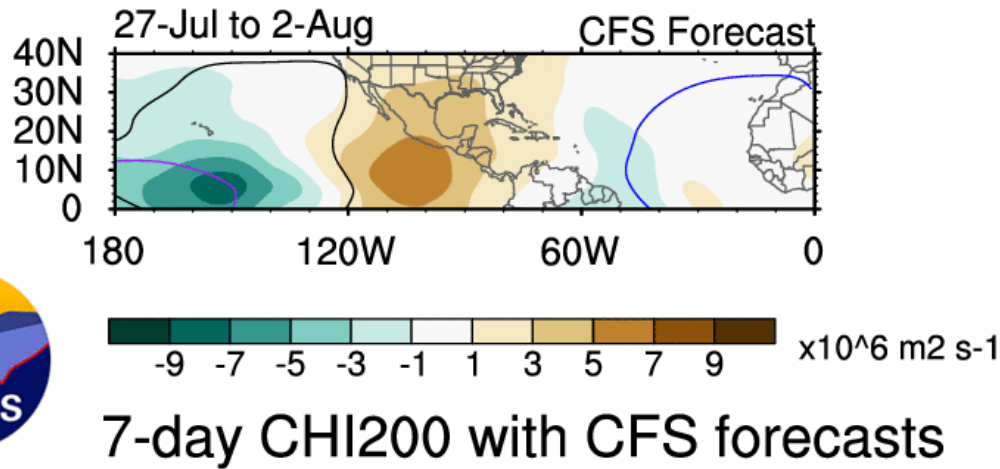 27-Jul to 2-Aug CFS Forecast
40N
30N
20N
10N
0
180 120W 60W 0
-9 -7 -5 -3 -1 1 3 5 7 9
x10^6 m2 s-1
S
7-day CHI200 with CFS forecasts